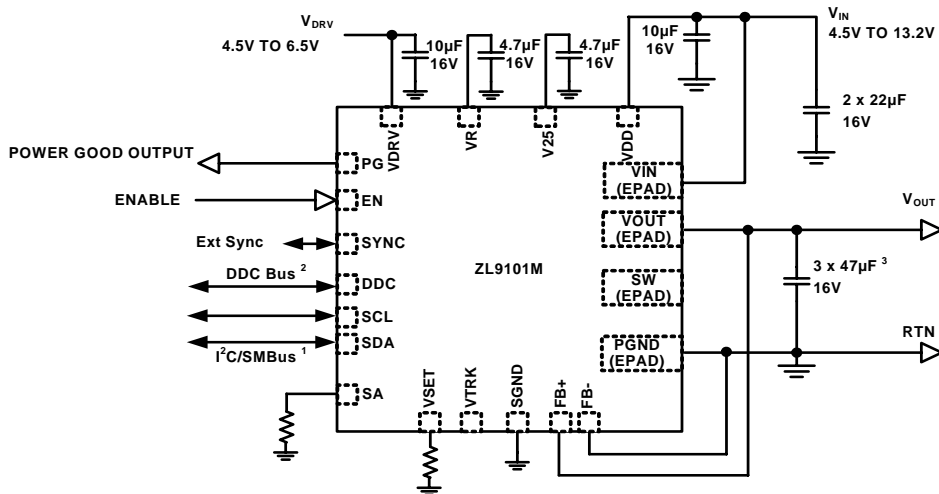 VDRV
4.5V TO 6.5V
10µF
16V
4.7µF
16V
4.7µF
16V
10µF
16V
VIN
4.5V TO 13.2V
2 x 22µF
16V
VDRV
VR
V25
VDD
POWER GOOD OUTPUT
PG
ENABLE
EN
Ext Sync
SYNC
DDC Bus 2
DDC
SCL
I2C/SMBus 1
SDA
SA
ZL9101M
VIN
(EPAD)
VOUT
(EPAD)
SW
(EPAD)
PGND
(EPAD)
VOUT
3 x 47µF 3
16V
RTN
VSET
VTRK
SGND
FB+
FB-